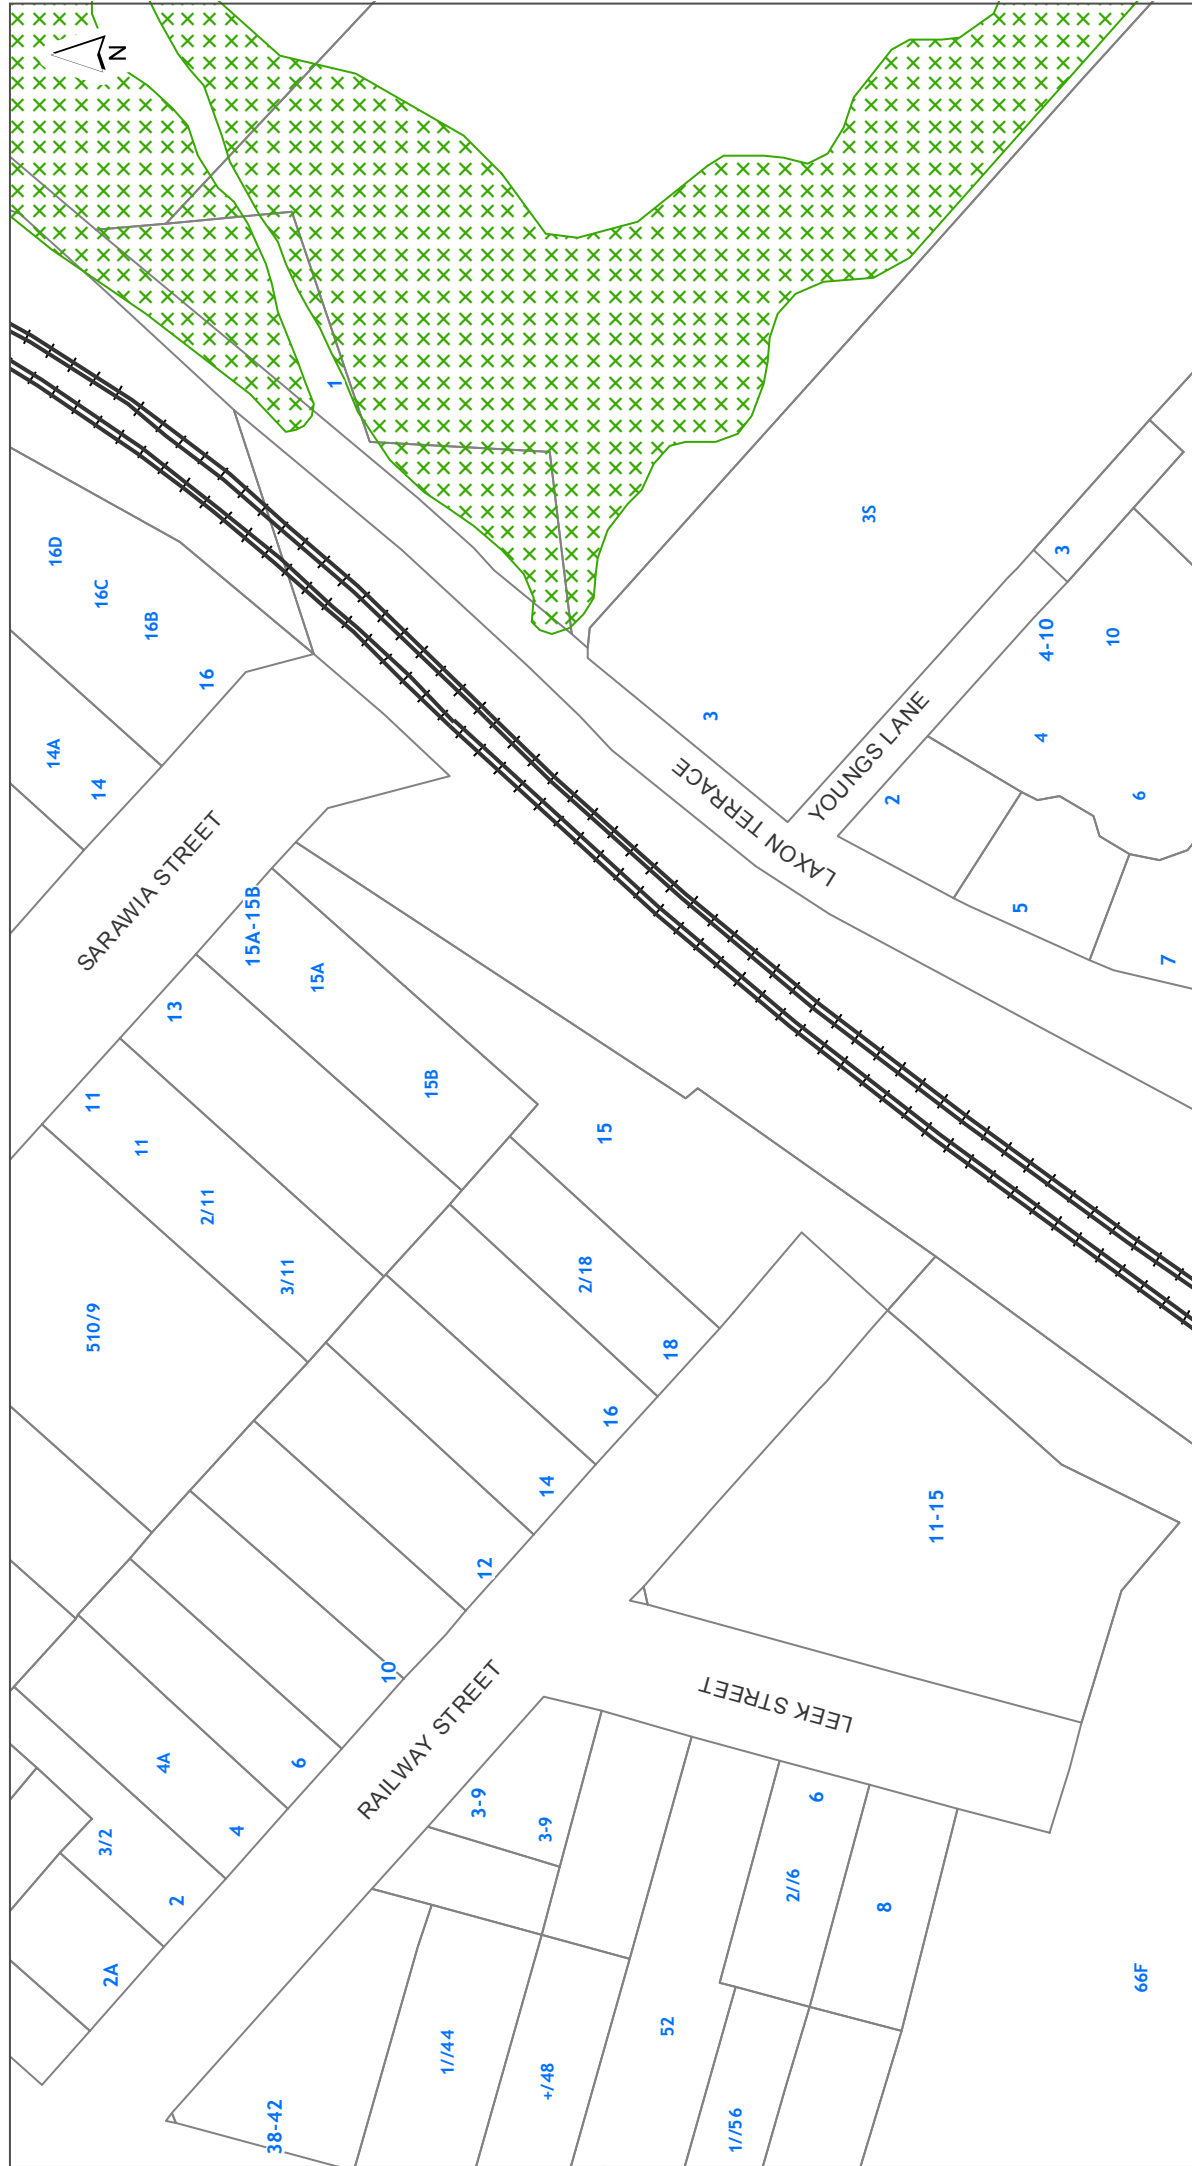 N
1
16D
16C
16B
16
14A
14
SARAWIA STREET
3S
3
3
4-10
10
4
6
2
YOUNGS LANE
LAXON TERRACE
5
7
15A-15B
15A
15B
13
11
11
2/11
3/11
510/9
15
2/18
18
16
14
12
10
6
4A
4
3/2
2
2A
RAILWAY STREET
LEEK STREET
11-15
3-9
3-9
6
2//6
8
66F
52
1//44
+/48
1//56
38-42